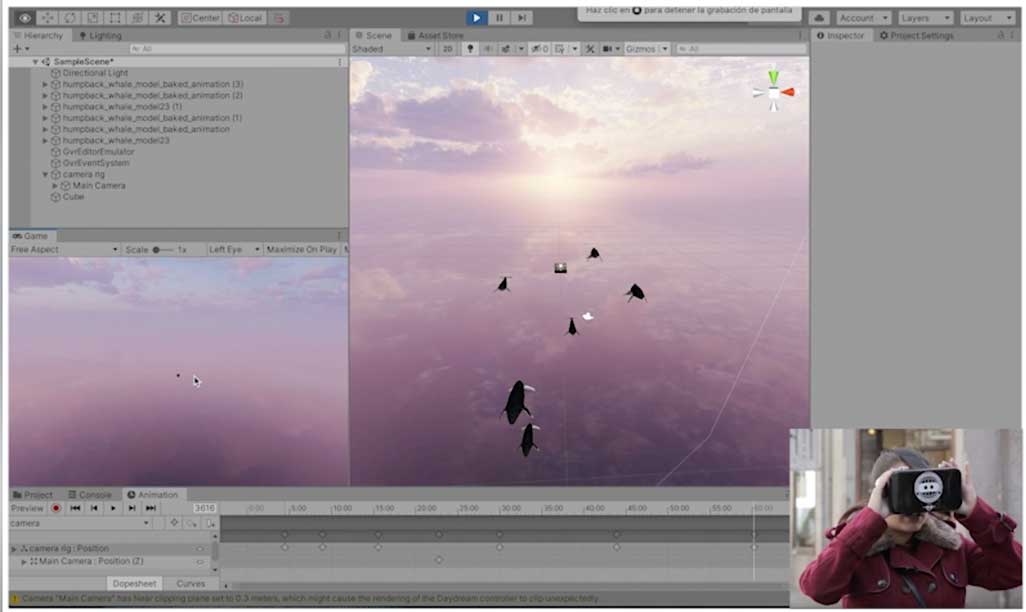 Center
Local
Haz clic en para detener la grabación de pantalla
Account
Layers
Layout
Hierarchy
Lighting
Scene
Asset Store
Inspector
Project Settings
All
Shaded
2D
0
Gizmos
All
SampleScene*
Directional Light
humpback_whale_model_baked_animation (3)
humpback_whale_model_baked_animation (2)
humpback_whale_model23 (1)
humpback_whale_model_baked_animation (1)
humpback_whale_model_baked_animation
humpback_whale_model23
GvrEditorEmulator
GvrEventSystem
camera rig
Main Camera
Cube
Game
Free Aspect
Scale
1x
Left Eye
Maximize On Play
M
Project
Console
Animation
Preview
3616
0:00
5:00
10:00
15:00
20:00
25:00
30:00
35:00
40:00
45:00
50:00
55:00
60:00
camera
camera rig : Position
Main Camera : Position (Z)
Dopesheet
Curves
Camera "Main Camera" has Near clipping plane set to 0.3 meters, which might cause the rendering of the Daydream controller to clip unexpectedly.